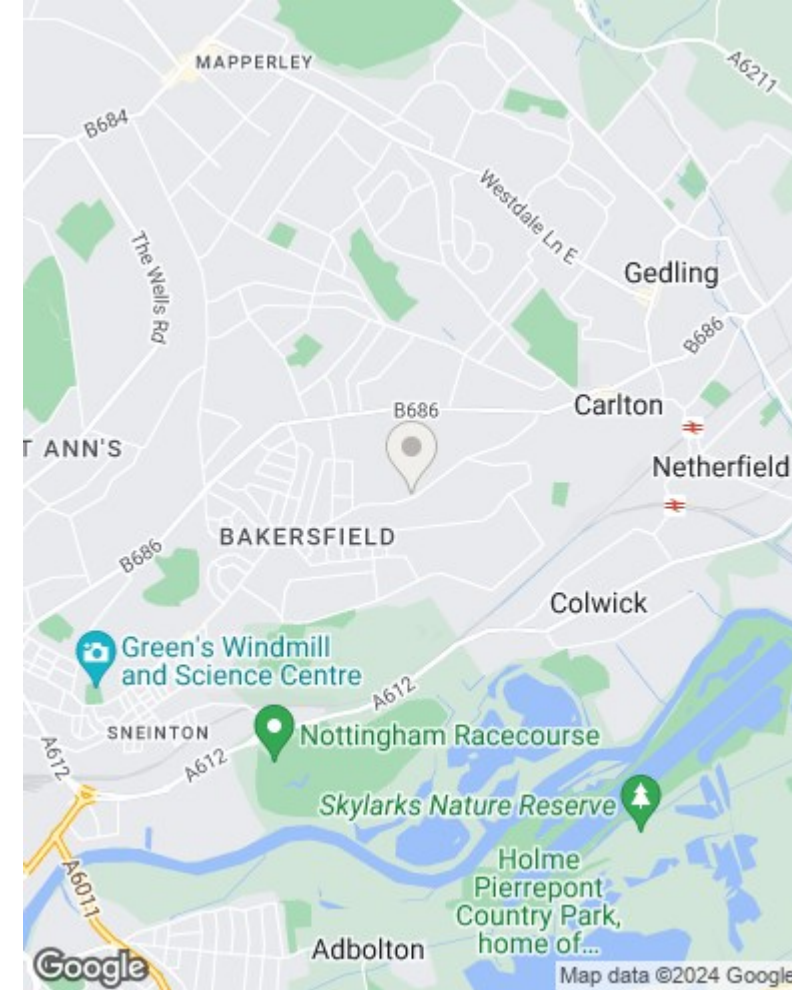 MAPPERLEY
A6211
B684
Westdale Ln E
The Wells Rd
Gedling
B686
Carlton
B686
T ANN'S
Netherfield
BAKERSFIELD
B686
Colwick
Green's Windmill
and Science Centre
A612
SNEINTON
Nottingham Racecourse
A612
A612
Skylarks Nature Reserve
Holme
Pierrepont
Country Park,
home of...
A6011
Adbolton
Google
Map data ©2024 Google